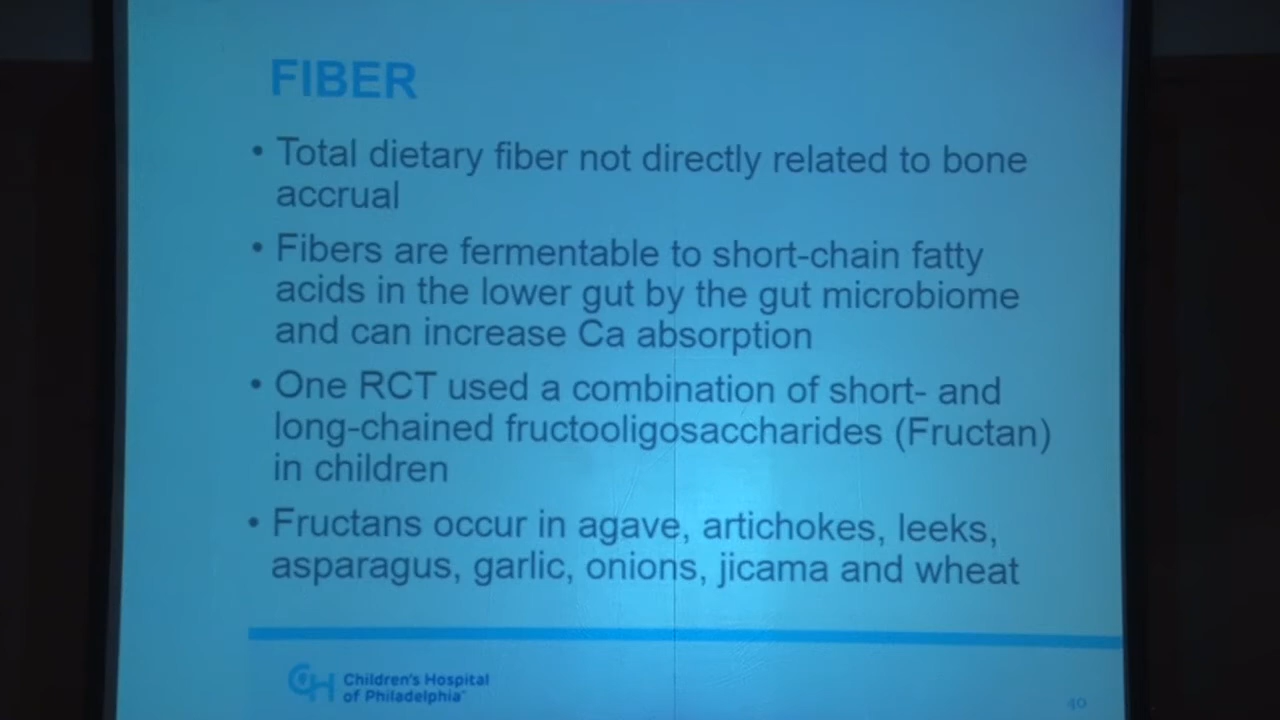 FIBER
• Total dietary fiber not directly related to bone
accrual
• Fibers are fermentable to short-chain fatty
acids in the lower gut by the gut microbiome
and can increase Ca absorption
• One RCT used a combination of short- and
long-chained fructooligosaccharides (Fructan)
in children
• Fructans occur in agave, artichokes, leeks,
asparagus, garlic, onions, jicama and wheat
CH Children's Hospital
of Philadelphia™
40